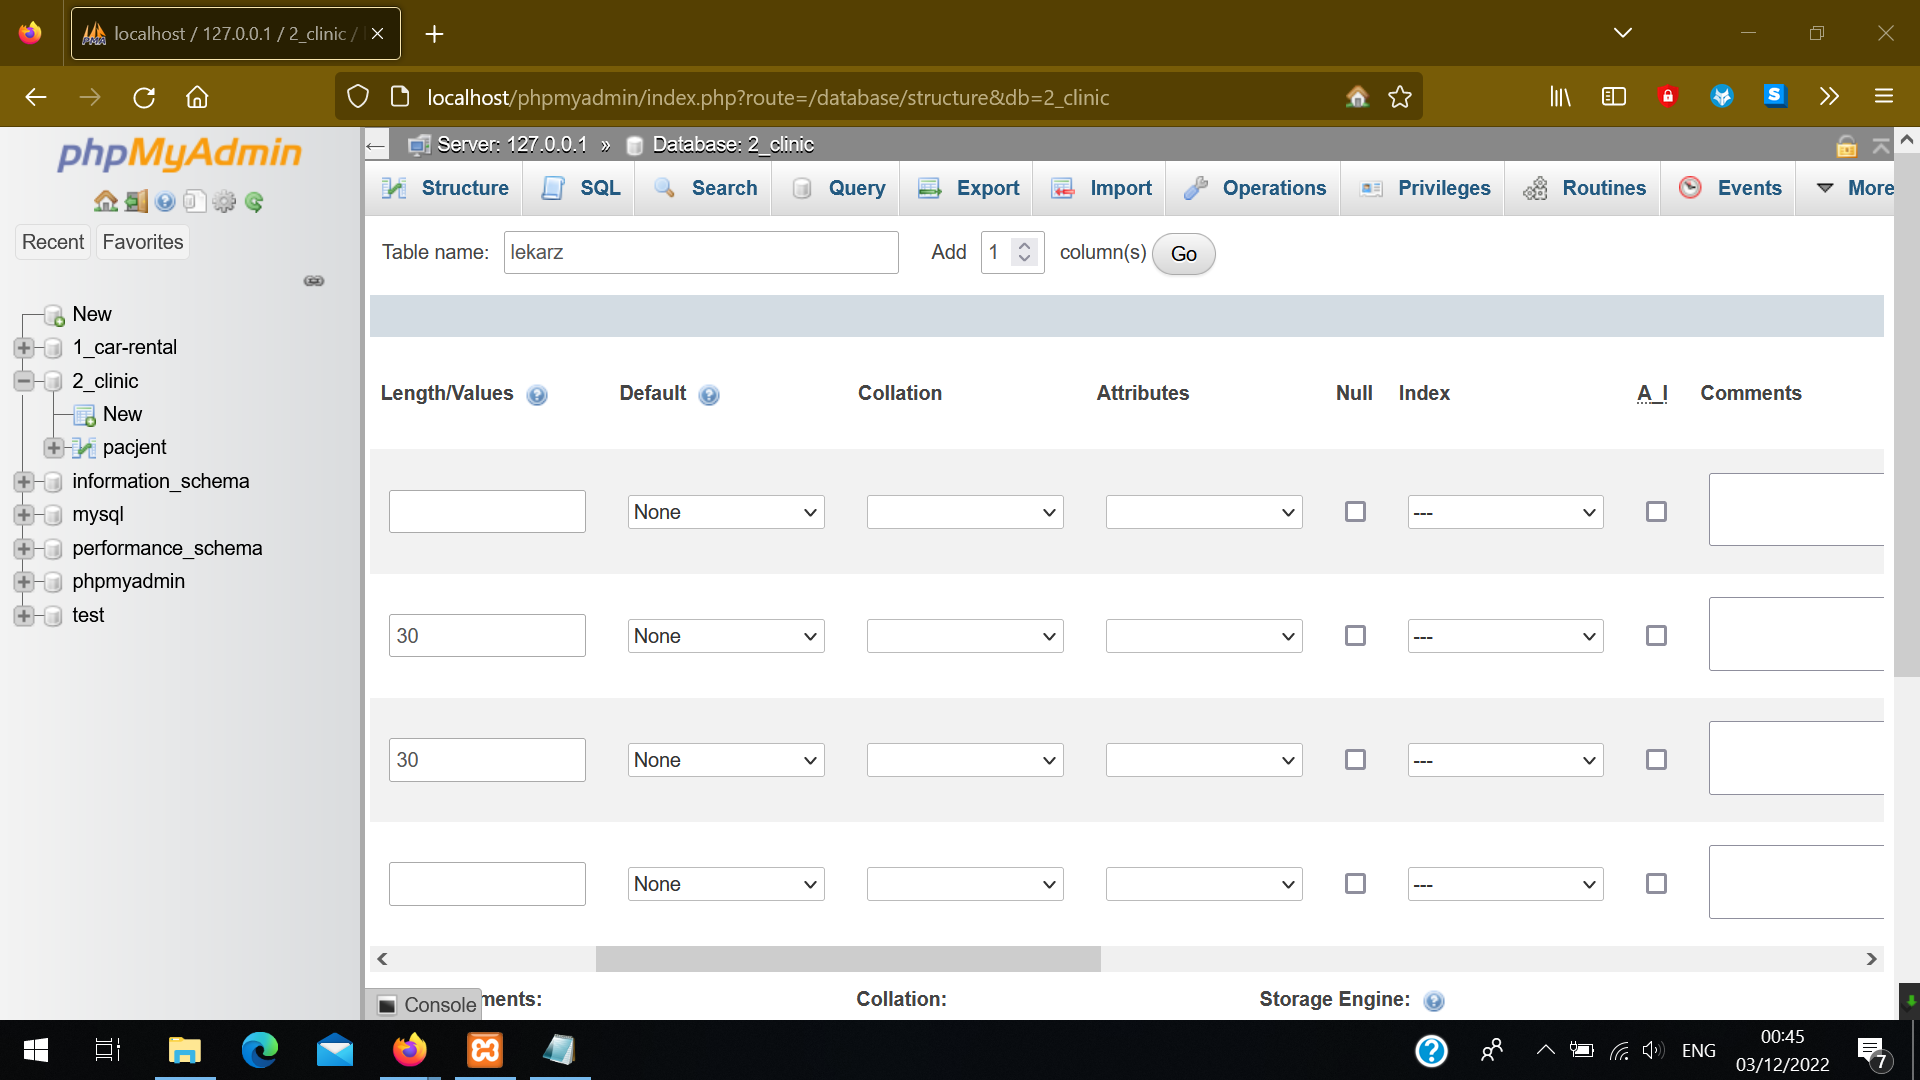 localhost / 127.0.0.1 / 2_clinic /
localhost/phpmyadmin/index.php?route=/database/structure&db=2_clinic
phpMyAdmin
Recent Favorites
New
1_car-rental
2_clinic
New
pacjent
information_schema
mysql
performance_schema
phpmyadmin
test
Server: 127.0.0.1 » Database: 2_clinic
Structure SQL Search Query Export Import Operations Privileges Routines Events More
Table name: lekarz Add 1 column(s) Go
Length/Values Default Collation Attributes Null Index A_I Comments
None ---
30 None ---
30 None ---
None ---
Console ments: Collation: Storage Engine:
ENG 00:45
03/12/2022 7